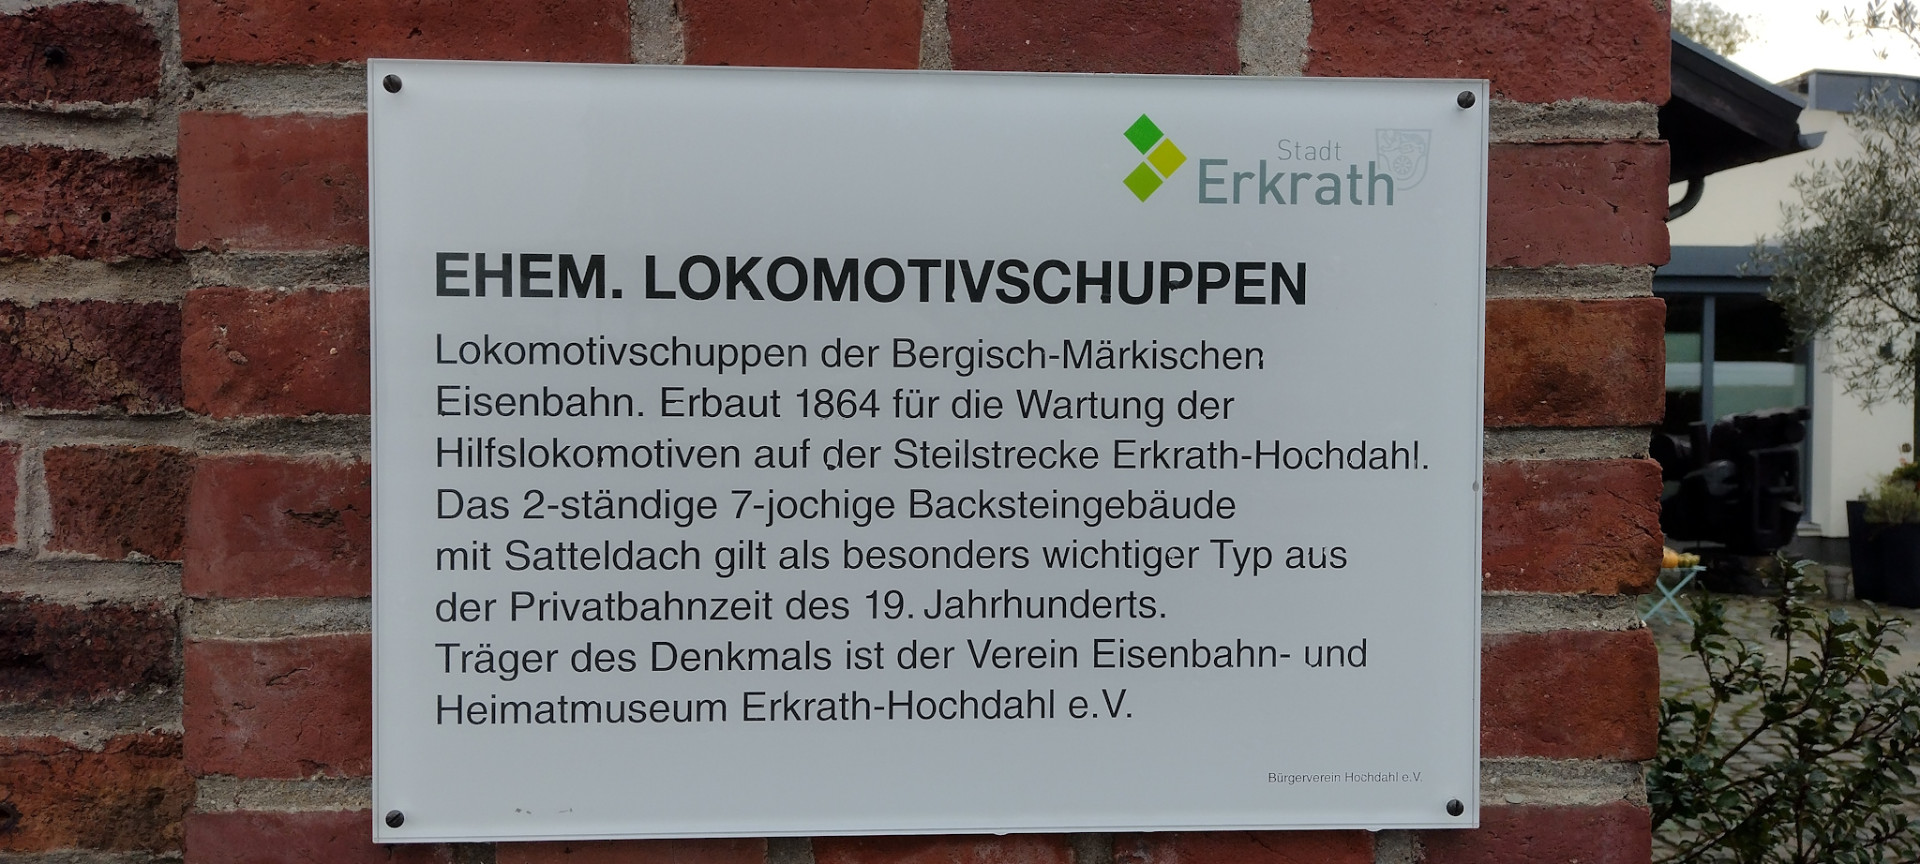 Stadt
Erkrath
EHEM. LOKOMOTIVSCHUPPEN
Lokomotivschuppen der Bergisch-Märkischen
Eisenbahn. Erbaut 1864 für die Wartung der
Hilfslokomotiven auf der Steilstrecke Erkrath-Hochdahl.
Das 2-ständige 7-jochige Backsteingebäude
mit Satteldach gilt als besonders wichtiger Typ aus
der Privatbahnzeit des 19. Jahrhunderts.
Träger des Denkmals ist der Verein Eisenbahn- und
Heimatmuseum Erkrath-Hochdahl e.V.
Bürgerverein Hochdahl e.V.